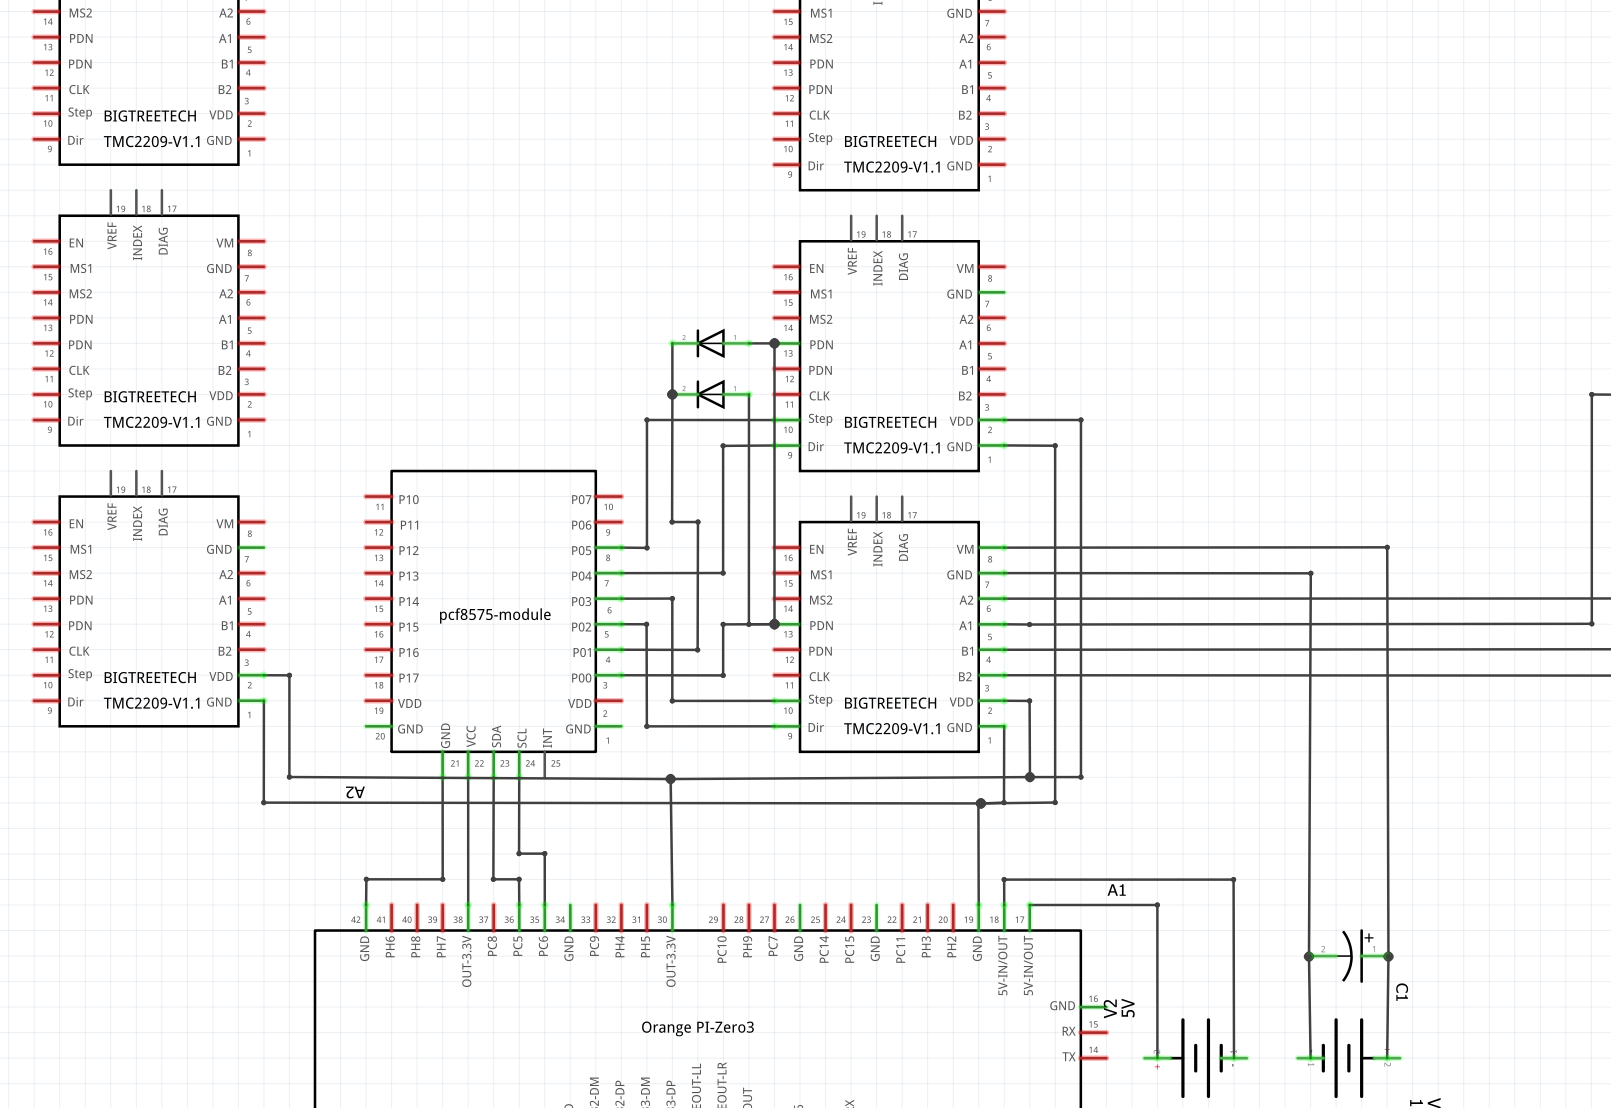 MS2
14
PDN
13
PDN
12
CLK
11
Step
10
Dir
9
BIGTREETECH
TMC2209-V1.1
A2
6
A1
5
B1
4
B2
3
VDD
2
GND
1
MS1
15
MS2
14
PDN
13
PDN
12
CLK
11
Step
10
Dir
9
BIGTREETECH
TMC2209-V1.1
GND
7
A2
6
A1
5
B1
4
B2
3
VDD
2
GND
1
19 18 17
VREF INDEX DIAG
EN
16
MS1
15
MS2
14
PDN
13
PDN
12
CLK
11
Step
10
Dir
9
BIGTREETECH
TMC2209-V1.1
VM
8
GND
7
A2
6
A1
5
B1
4
B2
3
VDD
2
GND
1
19 18 17
VREF INDEX DIAG
EN
16
MS1
15
MS2
14
PDN
13
PDN
12
CLK
11
Step
10
Dir
9
BIGTREETECH
TMC2209-V1.1
VM
8
GND
7
A2
6
A1
5
B1
4
B2
3
VDD
2
GND
1
2 1
2 1
19 18 17
VREF INDEX DIAG
EN
16
MS1
15
MS2
14
PDN
13
PDN
12
CLK
11
Step
10
Dir
9
BIGTREETECH
TMC2209-V1.1
VM
8
GND
7
A2
6
A1
5
B1
4
B2
3
VDD
2
GND
1
P10
11
P11
12
P12
13
P13
14
P14
15
P15
16
P16
17
P17
18
VDD
19
GND
20
pcf8575-module
P07
10
P06
9
P05
8
P04
7
P03
6
P02
5
P01
4
P00
3
VDD
2
GND
1
GND VCC SDA SCL INT
21 22 23 24 25
19 18 17
VREF INDEX DIAG
EN
16
MS1
15
MS2
14
PDN
13
PDN
12
CLK
11
Step
10
Dir
9
BIGTREETECH
TMC2209-V1.1
VM
8
GND
7
A2
6
A1
5
B1
4
B2
3
VDD
2
GND
1
A2
A1
42 41 40 39 38 37 36 35 34 33 32 31 30 29 28 27 26 25 24 23 22 21 20 19 18 17
GND PH6 PH8 PH7 OUT-3.3V PC8 PC5 PC6 GND PC9 PH4 PH5 OUT-3.3V PC10 PH9 PC7 GND PC14 PC15 GND PC11 PH3 PH2 GND 5V-IN/OUT 5V-IN/OUT
Orange PI-Zero3
GND 16
RX 15
TX 14
V2
5V
+
-
2 1
+
C1
1 2
2-DM
2-DP
3-DM
3-DP
EOUT-LL
EOUT-LR
OUT